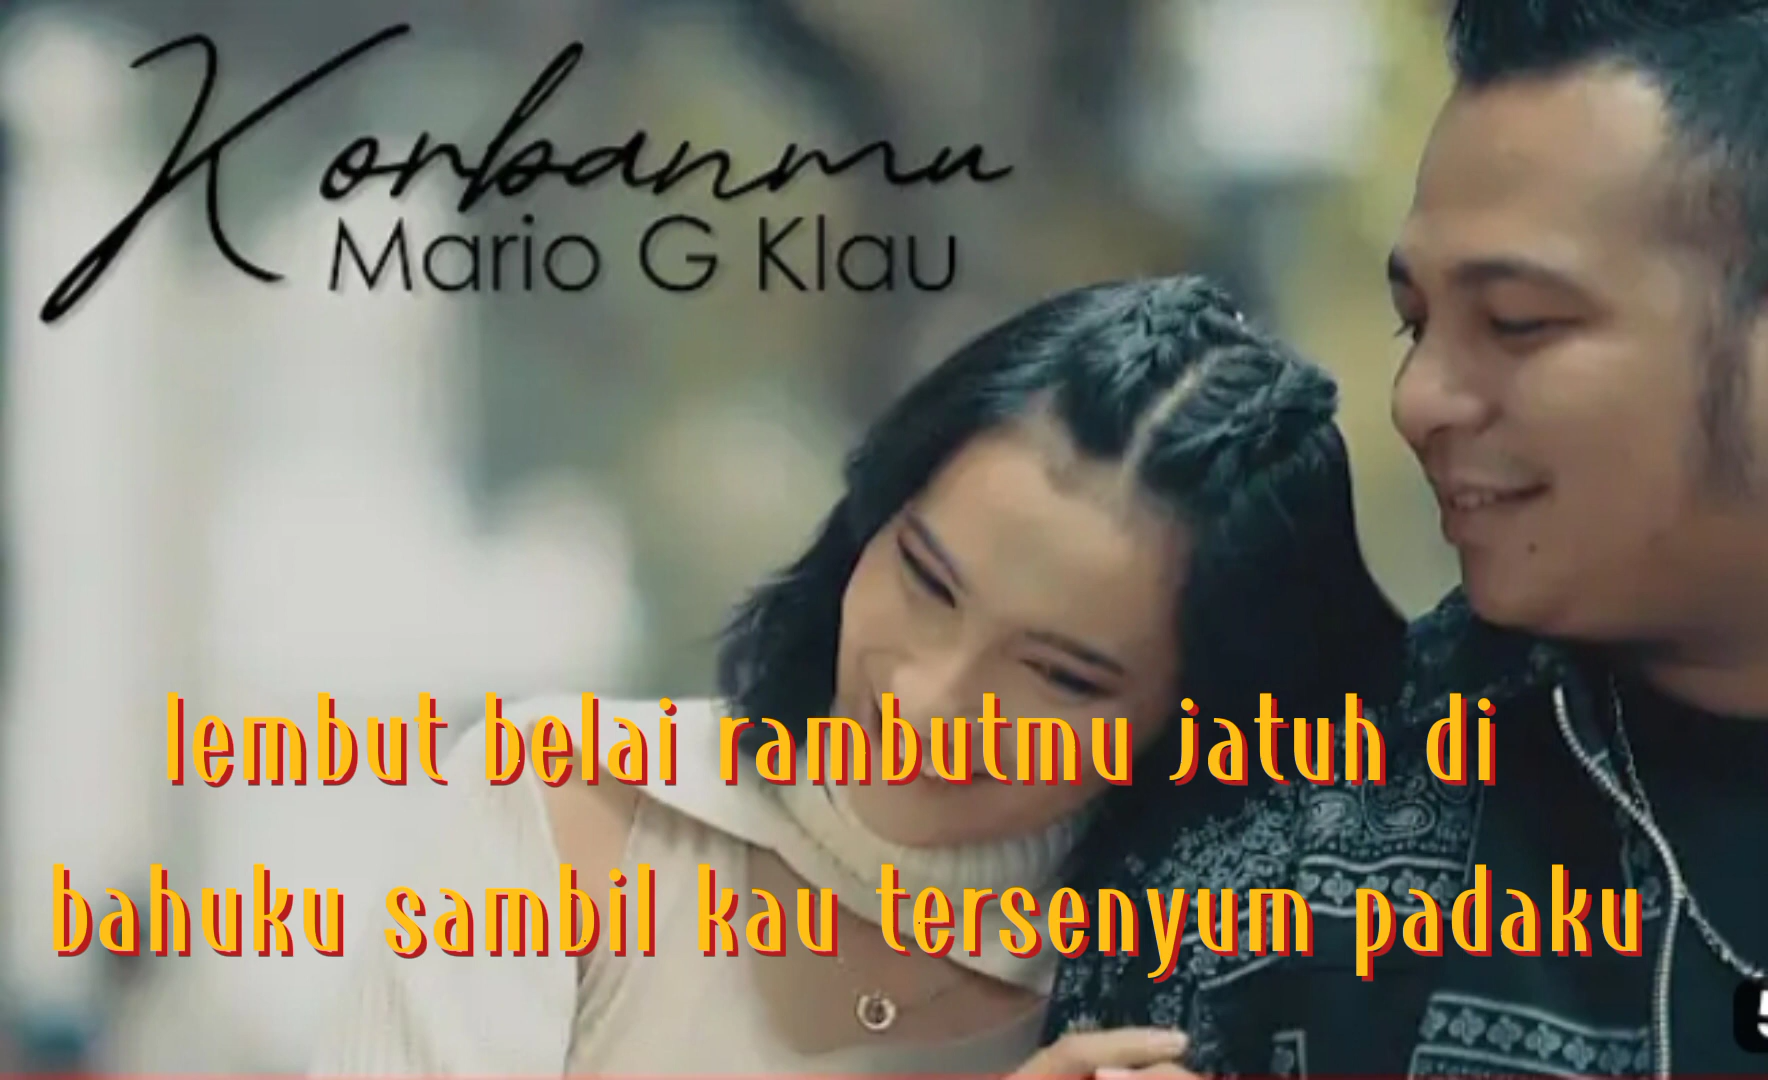 Korbanmu
Mario G Klau
lembut belai rambutmu jatuh di
bahuku sambil kau tersenyum padaku